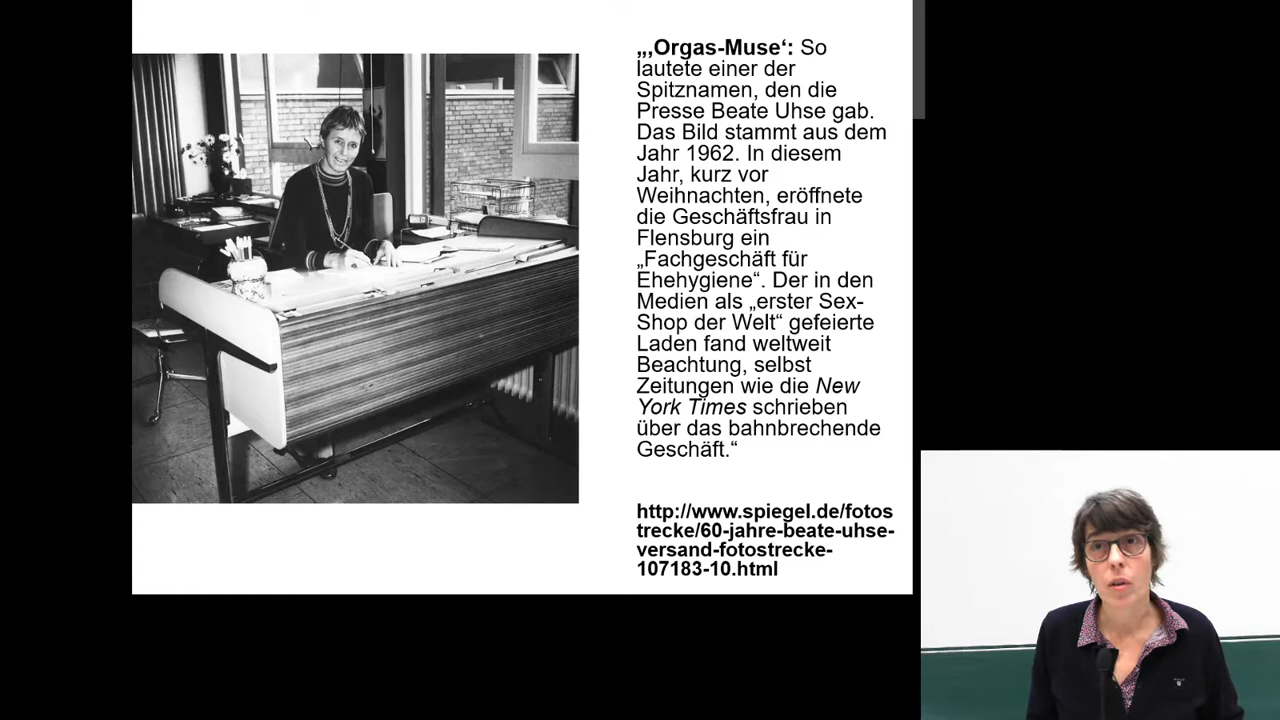 „‚Orgas-Muse‘: So
lautete einer der
Spitznamen, den die
Presse Beate Uhse gab.
Das Bild stammt aus dem
Jahr 1962. In diesem
Jahr, kurz vor
Weihnachten, eröffnete
die Geschäftsfrau in
Flensburg ein
„Fachgeschäft für
Ehehygiene“. Der in den
Medien als „erster Sex-
Shop der Welt“ gefeierte
Laden fand weltweit
Beachtung, selbst
Zeitungen wie die New
York Times schrieben
über das bahnbrechende
Geschäft.“
http://www.spiegel.de/fotos
trecke/60-jahre-beate-uhse-
versand-fotostrecke-
107183-10.html